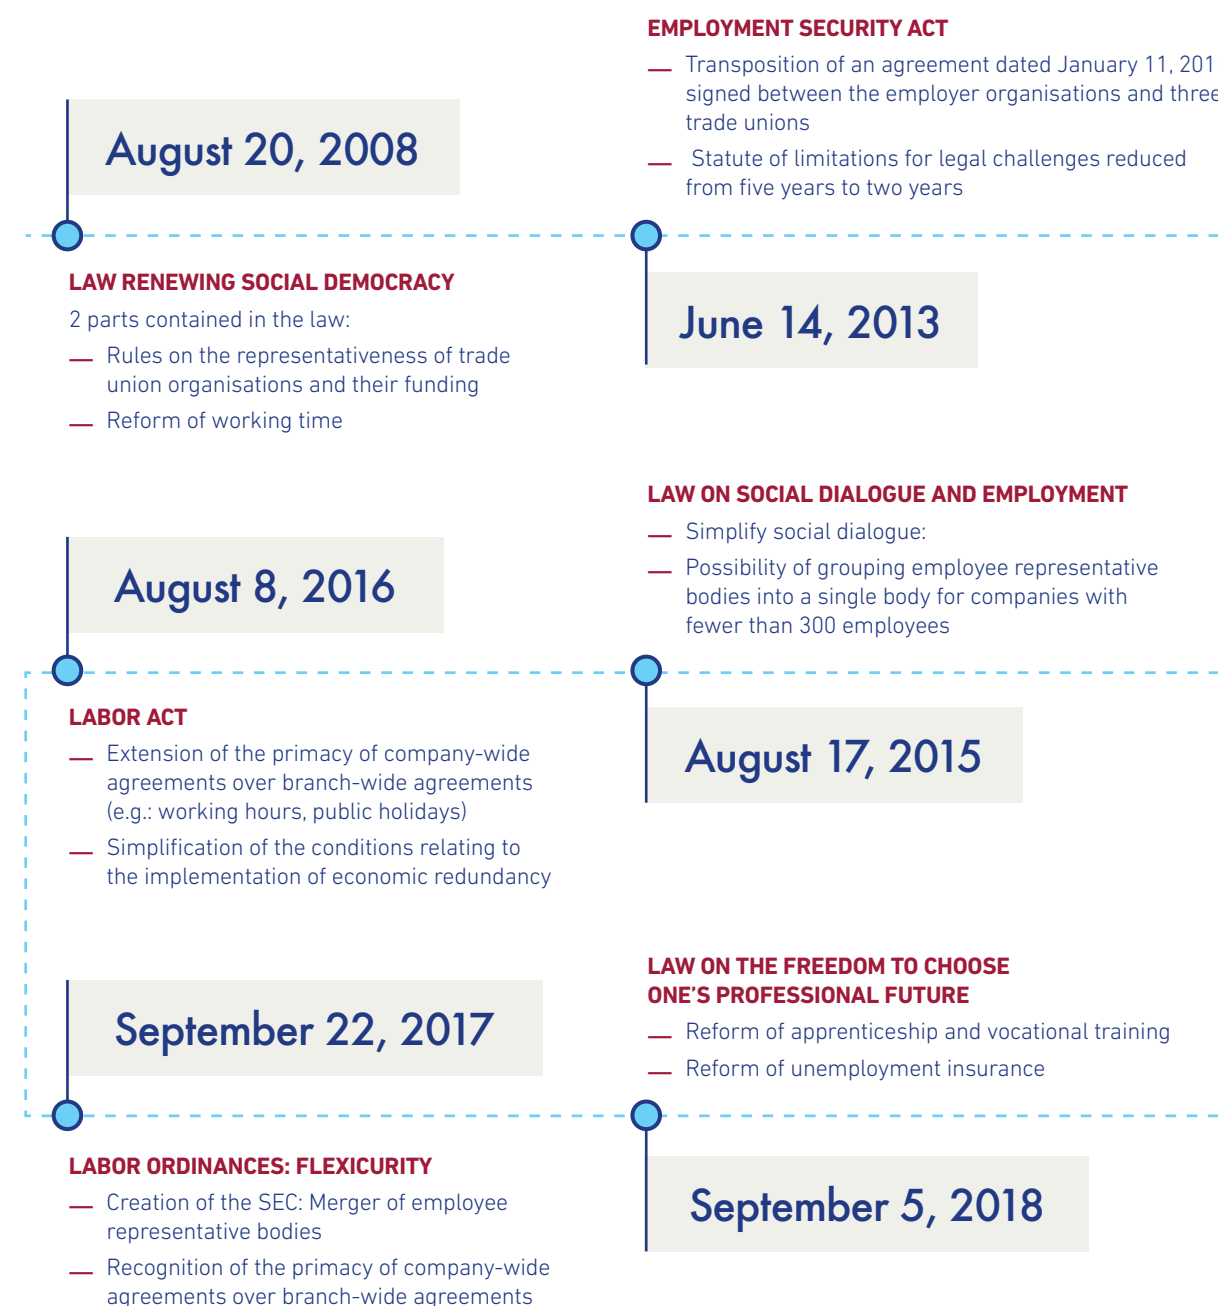 August 20, 2008
LAW RENEWING SOCIAL DEMOCRACY
2 parts contained in the law:
— Rules on the representativeness of trade
union organisations and their funding
— Reform of working time
EMPLOYMENT SECURITY ACT
— Transposition of an agreement dated January 11, 201
signed between the employer organisations and three
trade unions
— Statute of limitations for legal challenges reduced
from five years to two years
June 14, 2013
LAW ON SOCIAL DIALOGUE AND EMPLOYMENT
— Simplify social dialogue:
— Possibility of grouping employee representative
bodies into a single body for companies with
fewer than 300 employees
August 17, 2015
August 8, 2016
LABOR ACT
— Extension of the primacy of company-wide
agreements over branch-wide agreements
(e.g.: working hours, public holidays)
— Simplification of the conditions relating to
the implementation of economic redundancy
September 22, 2017
LABOR ORDINANCES: FLEXICURITY
— Creation of the SEC: Merger of employee
representative bodies
— Recognition of the primacy of company-wide
agreements over branch-wide agreements
LAW ON THE FREEDOM TO CHOOSE
ONE'S PROFESSIONAL FUTURE
— Reform of apprenticeship and vocational training
— Reform of unemployment insurance
September 5, 2018